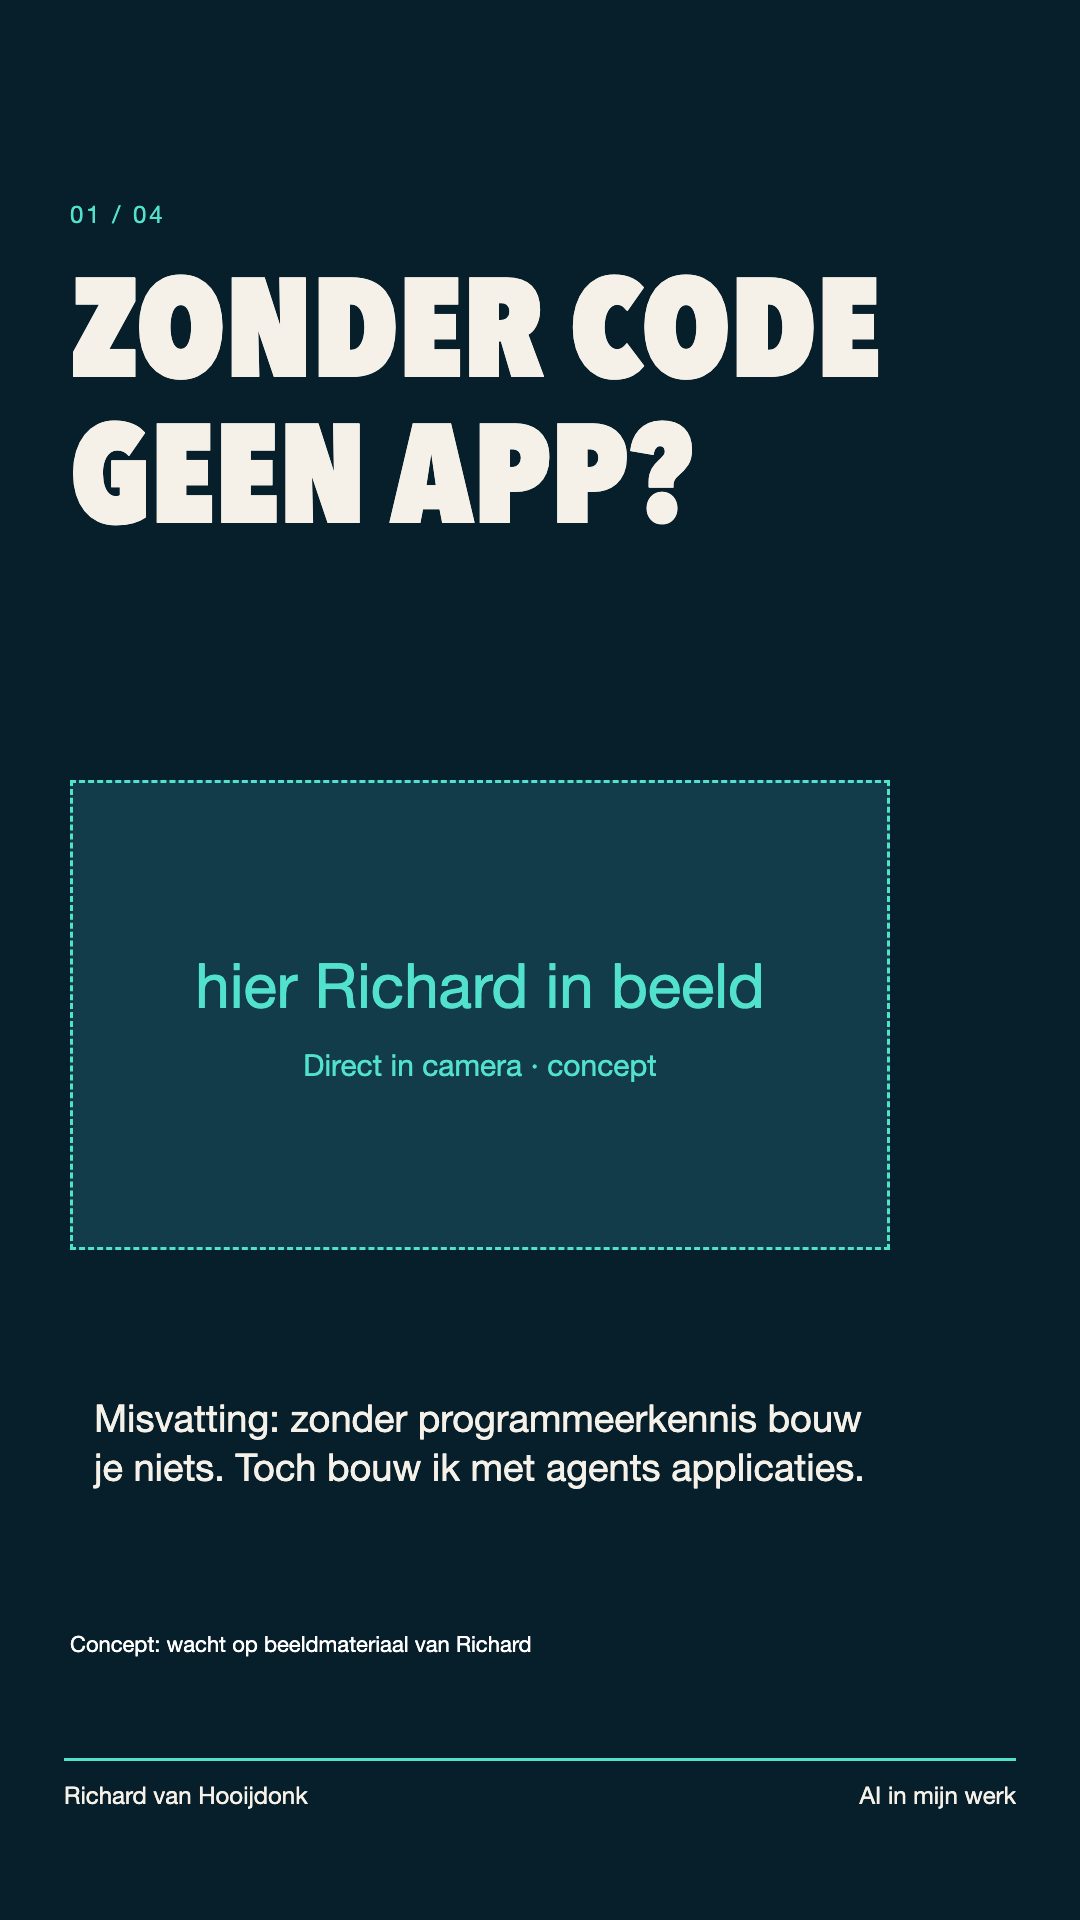 01 / 04
ZONDER CODE
GEEN APP?
hier Richard in beeld
Direct in camera · concept
Misvatting: zonder programmeerkennis bouw
je niets. Toch bouw ik met agents applicaties.
Concept: wacht op beeldmateriaal van Richard
Richard van Hooijdonk
AI in mijn werk